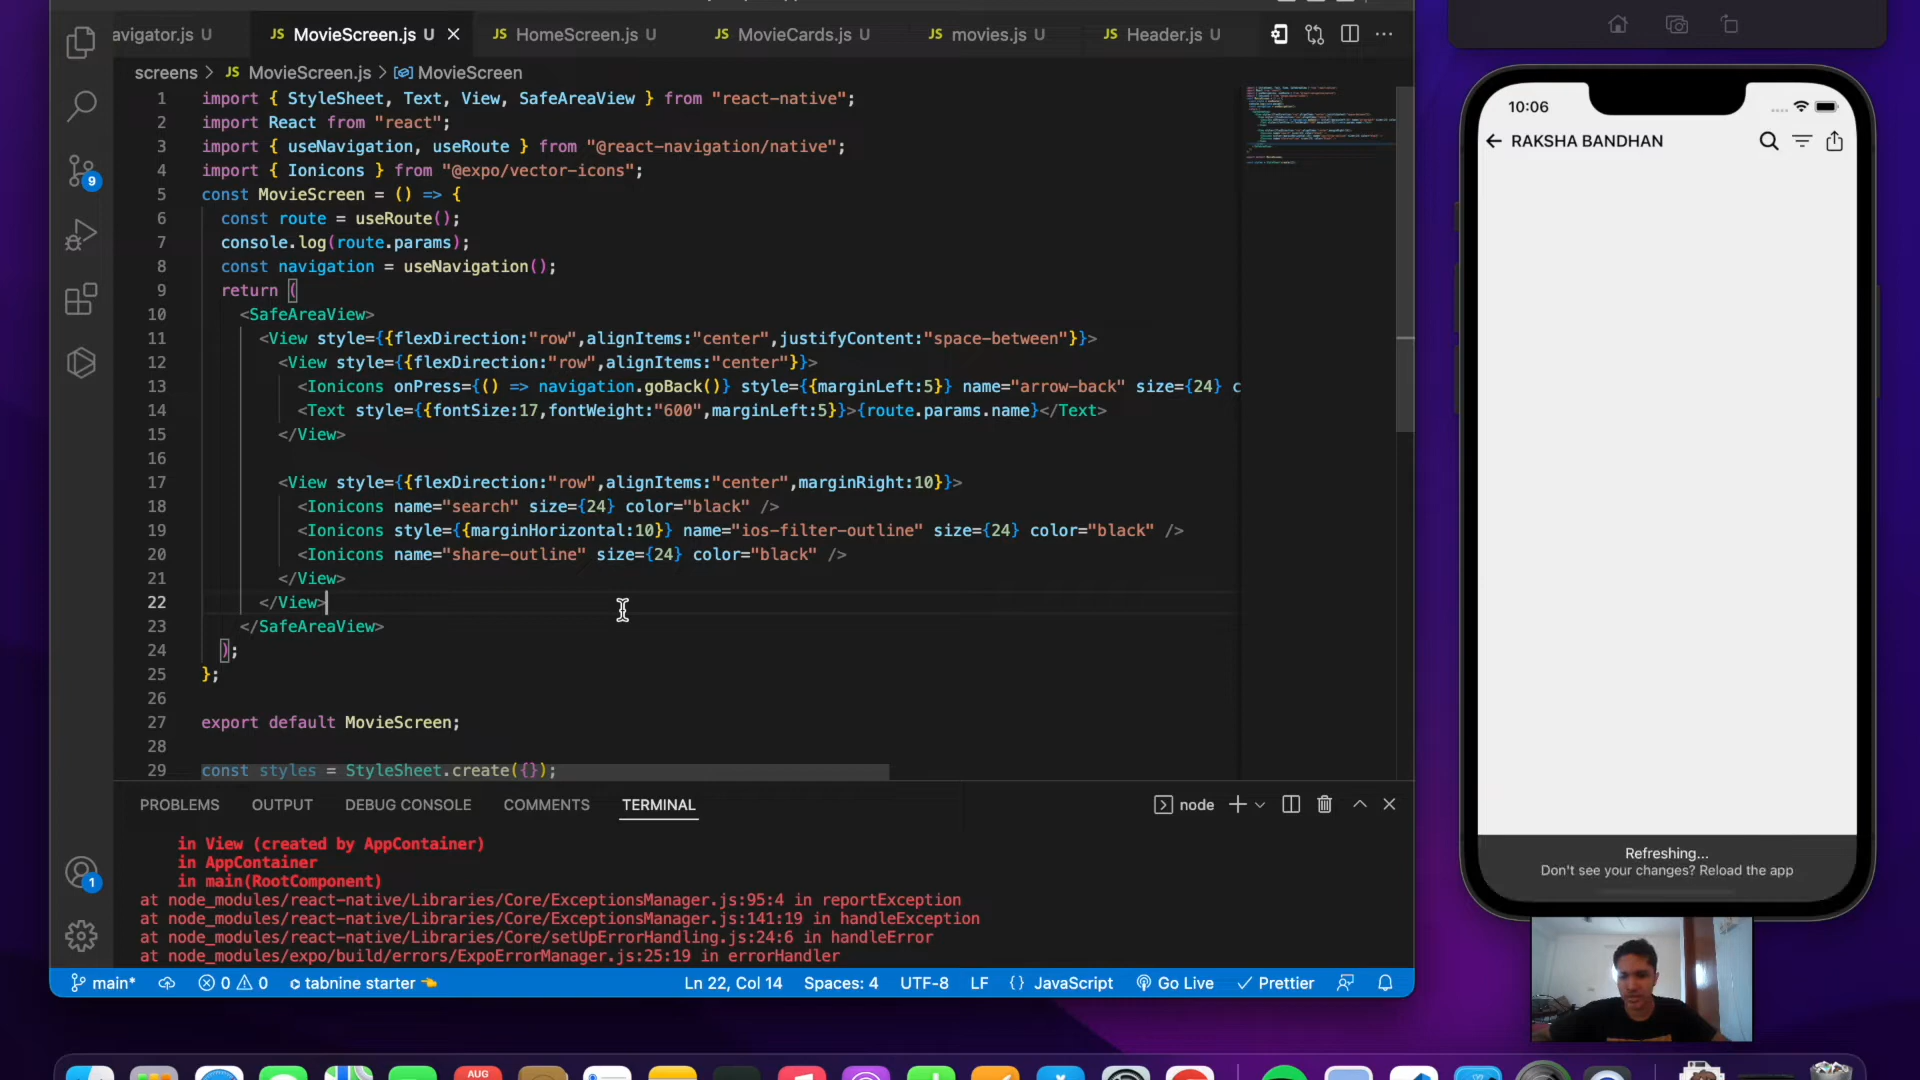 avigator.js U
JS MovieScreen.js U
JS HomeScreen.js U
JS MovieCards.js U
JS movies.js U
JS Header.js U
screens > JS MovieScreen.js > MovieScreen
1 import { StyleSheet, Text, View, SafeAreaView } from "react-native";
2 import React from "react";
3 import { useNavigation, useRoute } from "@react-navigation/native";
4 import { Ionicons } from "@expo/vector-icons";
5 const MovieScreen = () => {
6 const route = useRoute();
7 console.log(route.params);
8 const navigation = useNavigation();
9 return (
10 <SafeAreaView>
11 <View style={{flexDirection:"row",alignItems:"center",justifyContent:"space-between"}}>
12 <View style={{flexDirection:"row",alignItems:"center"}}>
13 <Ionicons onPress={() => navigation.goBack()} style={{marginLeft:5}} name="arrow-back" size={24} c
14 <Text style={{fontSize:17,fontWeight:"600",marginLeft:5}}>{route.params.name}</Text>
15 </View>
16
17 <View style={{flexDirection:"row",alignItems:"center",marginRight:10}}>
18 <Ionicons name="search" size={24} color="black" />
19 <Ionicons style={{marginHorizontal:10}} name="ios-filter-outline" size={24} color="black" />
20 <Ionicons name="share-outline" size={24} color="black" />
21 </View>
22 </View>
23 </SafeAreaView>
24 );
25 };
26
27 export default MovieScreen;
28
29 const styles = StyleSheet.create({});
9
1
PROBLEMS OUTPUT DEBUG CONSOLE COMMENTS TERMINAL node
in View (created by AppContainer)
in AppContainer
in main(RootComponent)
at node_modules/react-native/Libraries/Core/ExceptionsManager.js:95:4 in reportException
at node_modules/react-native/Libraries/Core/ExceptionsManager.js:141:19 in handleException
at node_modules/react-native/Libraries/Core/setUpErrorHandling.js:24:6 in handleError
at node_modules/expo/build/errors/ExpoErrorManager.js:25:19 in errorHandler
main* 0 0 tabnine starter Ln 22, Col 14 Spaces: 4 UTF-8 LF {} JavaScript Go Live Prettier
10:06
RAKSHA BANDHAN
Refreshing...
Don't see your changes? Reload the app
AUG